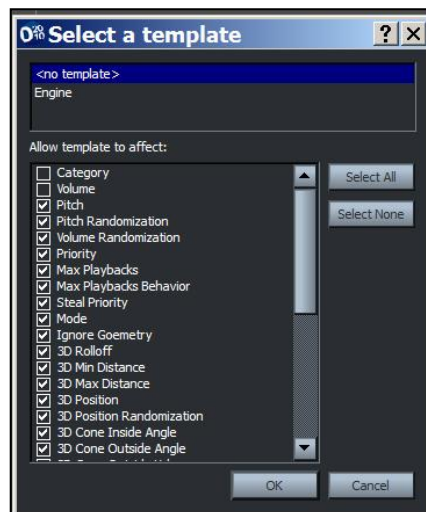 Select a template
<no template>
Engine
Allow template to affect:
Category
Volume
Pitch
Pitch Randomization
Volume Randomization
Priority
Max Playbacks
Max Playbacks Behavior
Steal Priority
Mode
Ignore Goemetry
3D Rolloff
3D Min Distance
3D Max Distance
3D Position
3D Position Randomization
3D Cone Inside Angle
3D Cone Outside Angle
Select All
Select None
OK
Cancel